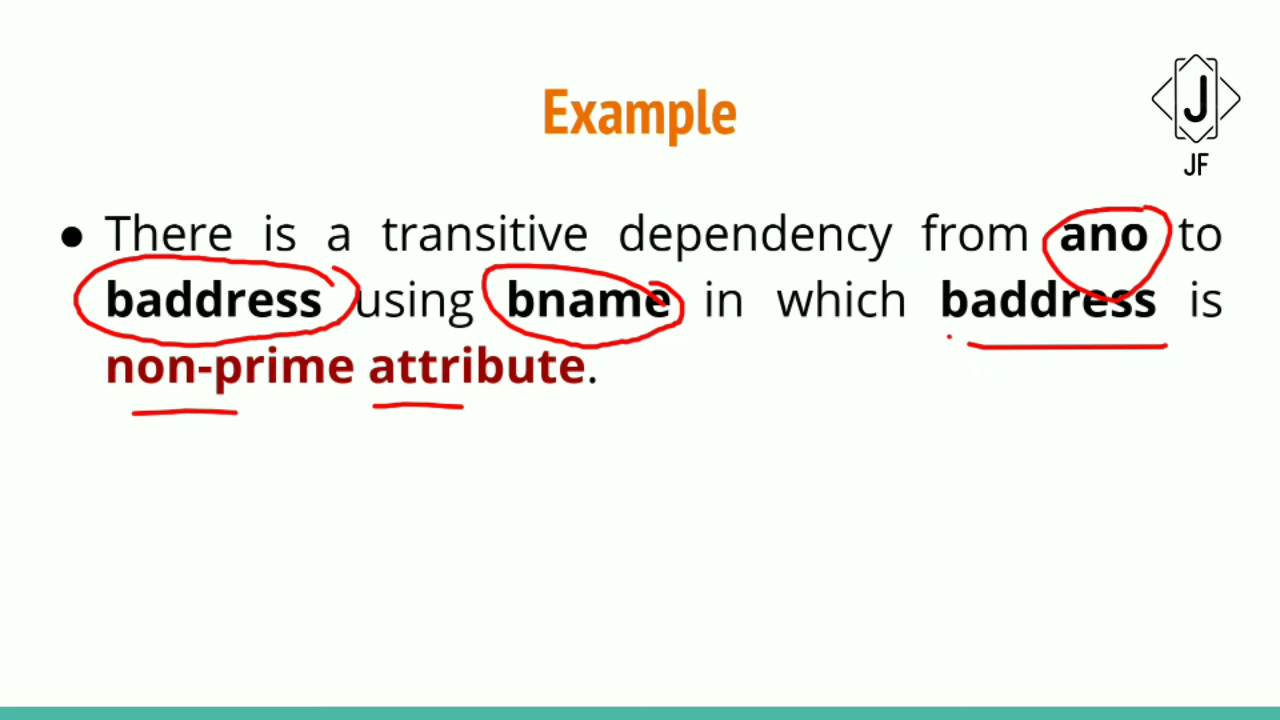 Example
J
JF
● There is a transitive dependency from ano to
baddress using bname in which baddress is
non-prime attribute.